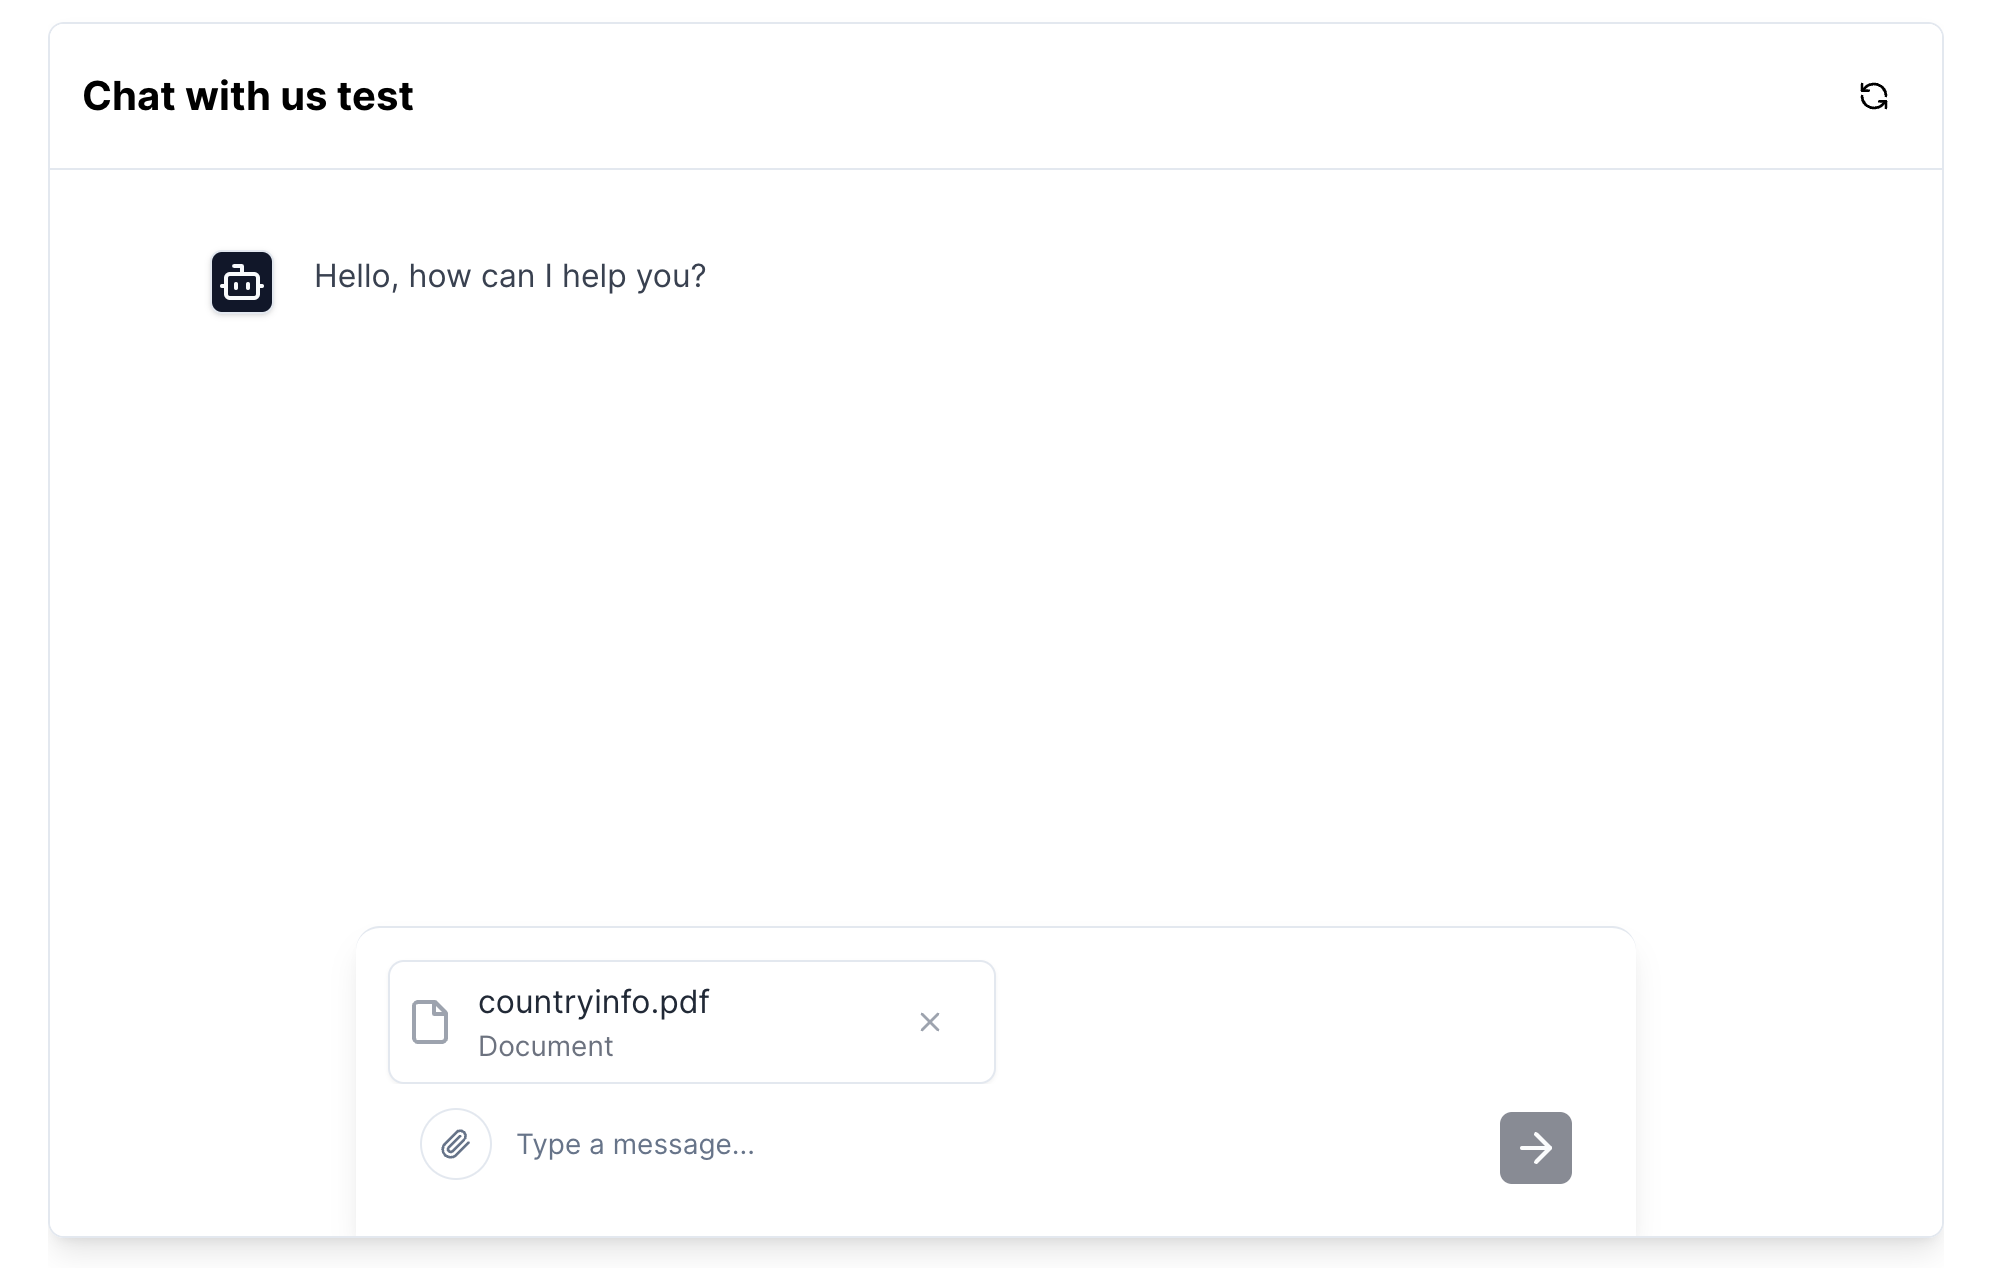 Chat with us test
Hello, how can I help you?
countryinfo.pdf
Document
Type a message...